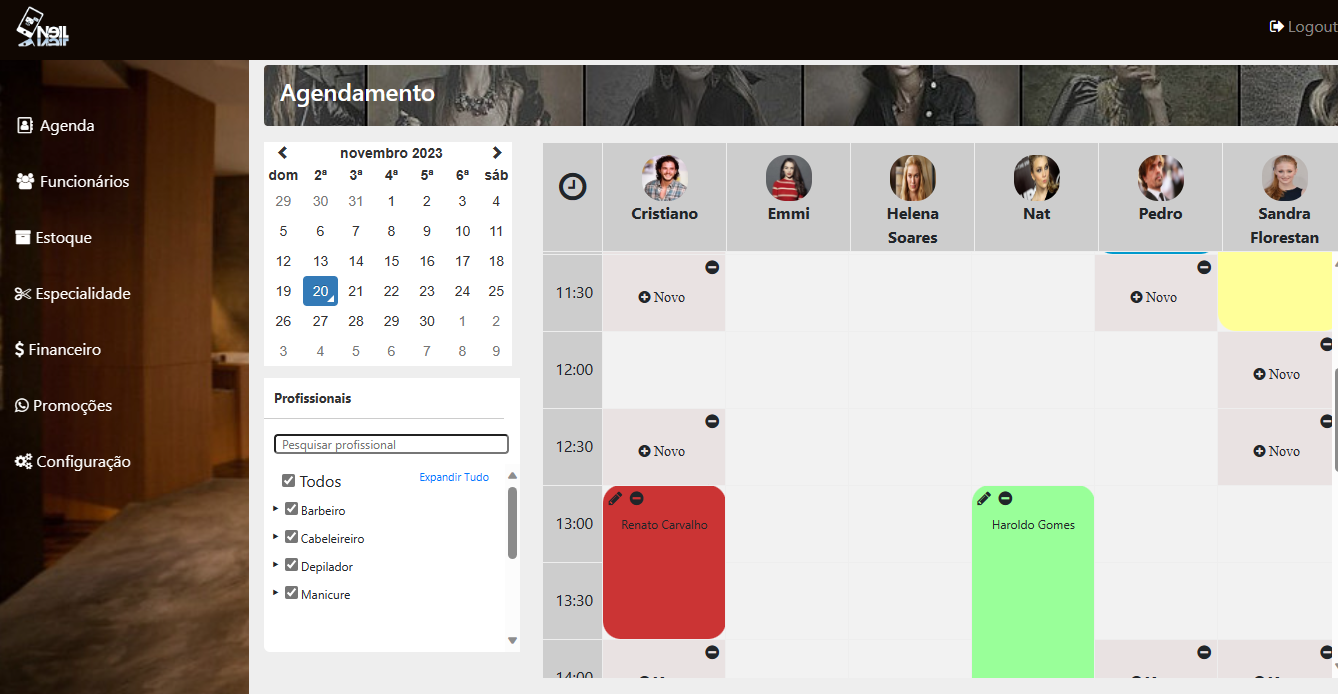 Neil
Logout
Agenda
Funcionários
Estoque
Especialidade
Financeiro
Promoções
Configuração
Agendamento
novembro 2023
dom 2ª 3ª 4ª 5ª 6ª sáb
29 30 31 1 2 3 4
5 6 7 8 9 10 11
12 13 14 15 16 17 18
19 20 21 22 23 24 25
26 27 28 29 30 1 2
3 4 5 6 7 8 9
Profissionais
Pesquisar profissional
Todos
Expandir Tudo
Barbeiro
Cabeleireiro
Depilador
Manicure
Cristiano
Emmi
Helena
Soares
Nat
Pedro
Sandra
Florestan
11:30
Novo
Novo
12:00
Novo
12:30
Novo
Novo
13:00
Renato Carvalho
Haroldo Gomes
13:30
14:00